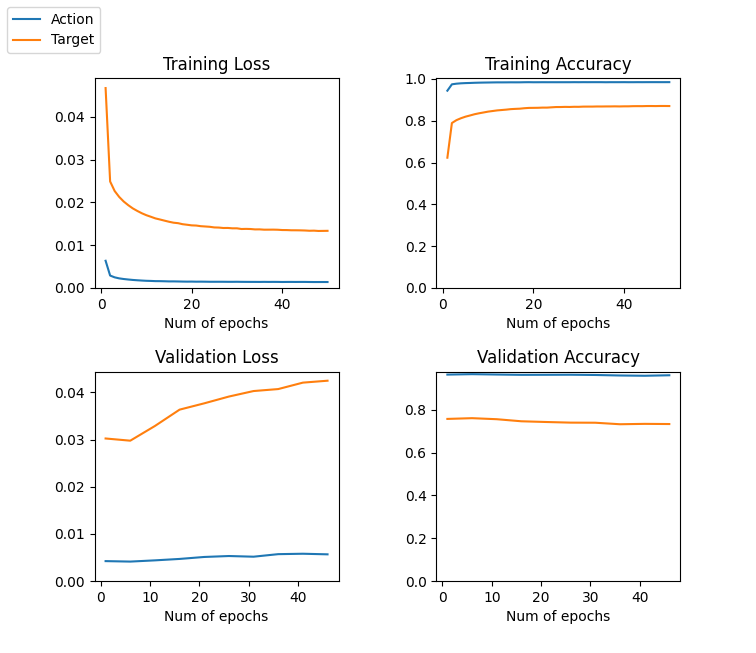 Action
Target
Training Loss
0.04
0.03
0.02
0.01
0.00
0 20 40
Num of epochs
Training Accuracy
1.0
0.8
0.6
0.4
0.2
0.0
0 20 40
Num of epochs
Validation Loss
0.04
0.03
0.02
0.01
0.00
0 10 20 30 40
Num of epochs
Validation Accuracy
0.8
0.6
0.4
0.2
0.0
0 10 20 30 40
Num of epochs